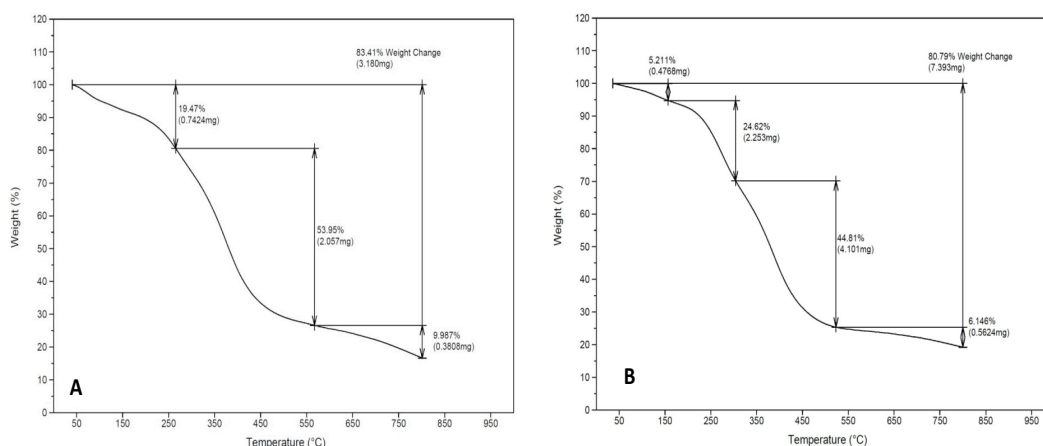 120
110
100
90
80
70
60
50
40
30
20
10
0
Weight (%)
83.41% Weight Change
(3.180mg)
19.47%
(0.7424mg)
53.95%
(2.057mg)
9.987%
(0.3808mg)
A
50 150 250 350 450 550 650 750 850 950
Temperature (°C)
120
110
100
90
80
70
60
50
40
30
20
10
0
Weight (%)
5.211%
(0.4768mg)
80.79% Weight Change
(7.393mg)
24.62%
(2.253mg)
44.81%
(4.101mg)
6.146%
(0.5624mg)
B
50 150 250 350 450 550 650 750 850 950
Temperature (°C)